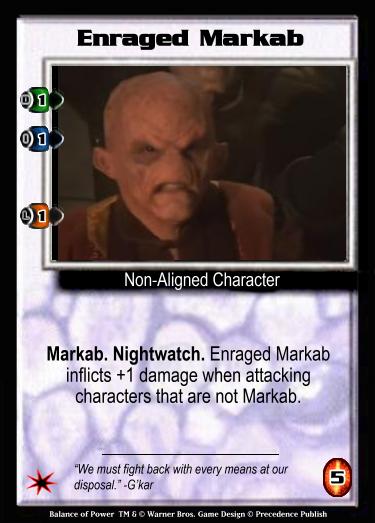 Enraged Markab
D 1
I 1
L 1
Non-Aligned Character
Markab. Nightwatch. Enraged Markab
inflicts +1 damage when attacking
characters that are not Markab.
"We must fight back with every means at our
disposal." -G'kar
5
Balance of Power TM & © Warner Bros. Game Design © Precedence Publish